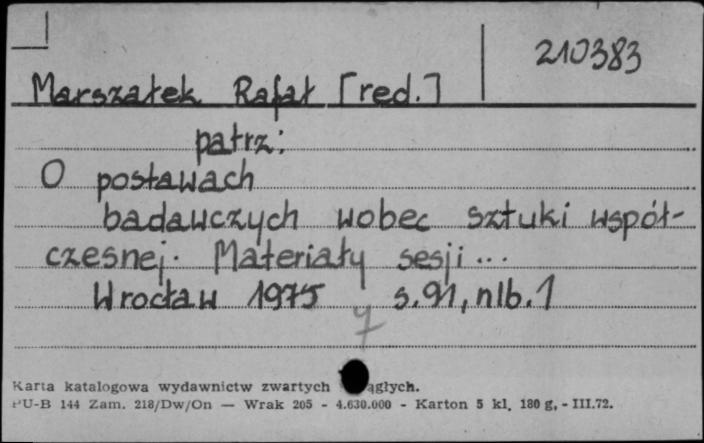 210383
Marszałek Rafał [red.]
patrz:
O postawach
badawczych wobec sztuki współ-
czesnej. Materiały sesji...
Wrocław 1975 s. 91, nlb. 1
Karta katalogowa wydawnictw zwartych
PU-B 144 Zam. 218/Dw/On — Wrak 205 - 4.630.000 - Karton 5 kl, 180 g, - III.72.